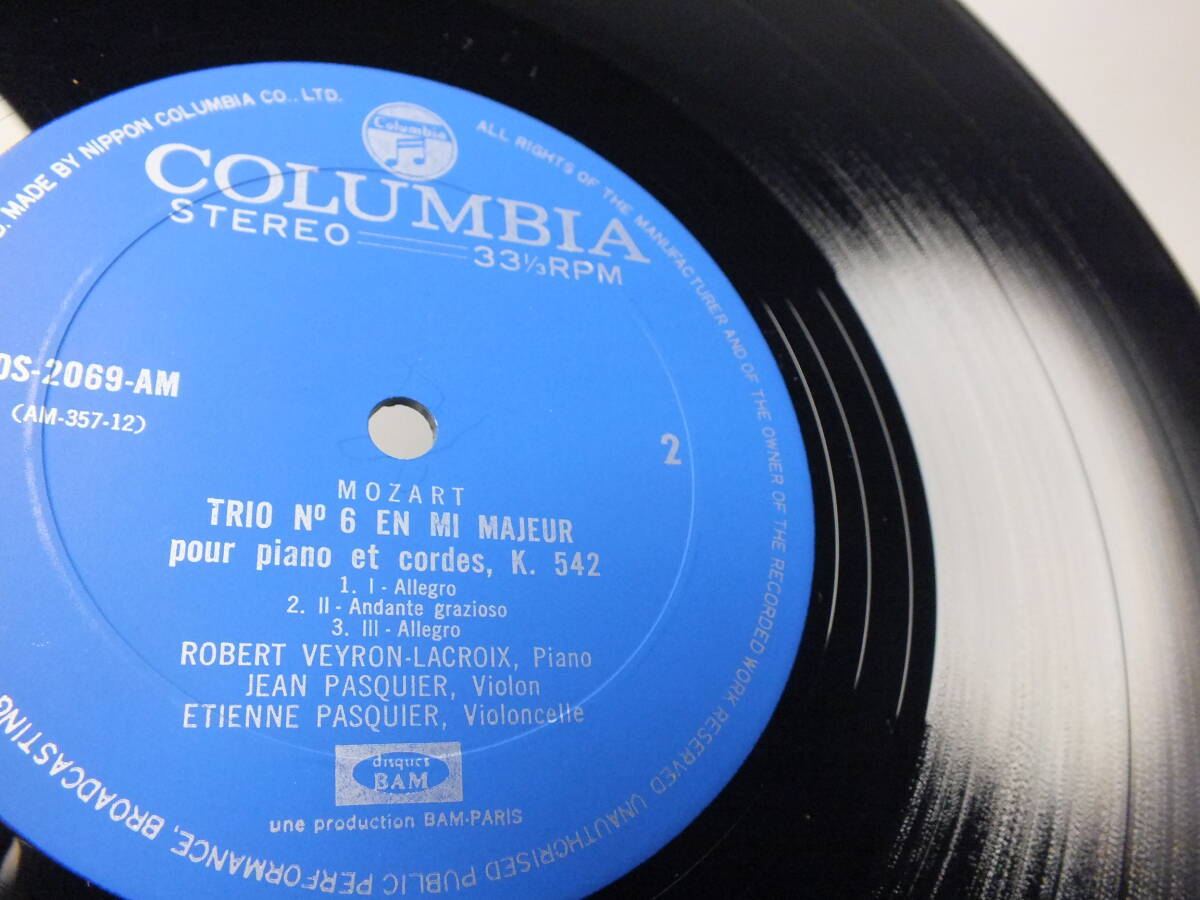 MADE BY NIPPON COLUMBIA CO., LTD.
ALL RIGHTS OF THE MANUFACTURER AND OF THE OWNER OF THE RECORDED WORK RESERVED UNAUTHORISED PUBLIC PERFORMANCE, BROADCASTING
Columbia
COLUMBIA
STEREO
33⅓RPM
OS-2069-AM
(AM-357-12)
2
MOZART
TRIO Nº 6 EN MI MAJEUR
pour piano et cordes, K. 542
1. I - Allegro
2. II - Andante grazioso
3. III - Allegro
ROBERT VEYRON-LACROIX, Piano
JEAN PASQUIER, Violon
ETIENNE PASQUIER, Violoncelle
disques
BAM
une production BAM-PARIS